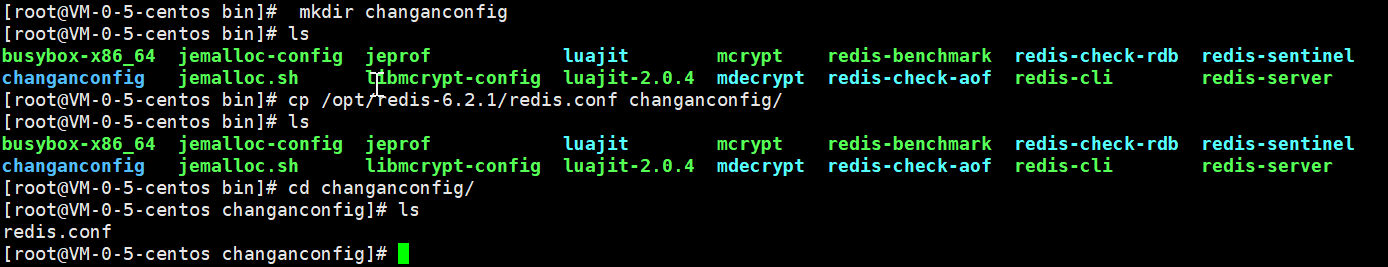 [root@VM-0-5-centos bin]#  mkdir changanconfig
[root@VM-0-5-centos bin]# ls
busybox-x86_64  jemalloc-config  jeprof            luajit        mcrypt    redis-benchmark  redis-check-rdb  redis-sentinel
changanconfig   jemalloc.sh      libmcrypt-config  luajit-2.0.4  mdecrypt  redis-check-aof  redis-cli        redis-server
[root@VM-0-5-centos bin]# cp /opt/redis-6.2.1/redis.conf changanconfig/
[root@VM-0-5-centos bin]# ls
busybox-x86_64  jemalloc-config  jeprof            luajit        mcrypt    redis-benchmark  redis-check-rdb  redis-sentinel
changanconfig   jemalloc.sh      libmcrypt-config  luajit-2.0.4  mdecrypt  redis-check-aof  redis-cli        redis-server
[root@VM-0-5-centos bin]# cd changanconfig/
[root@VM-0-5-centos changanconfig]# ls
redis.conf
[root@VM-0-5-centos changanconfig]#